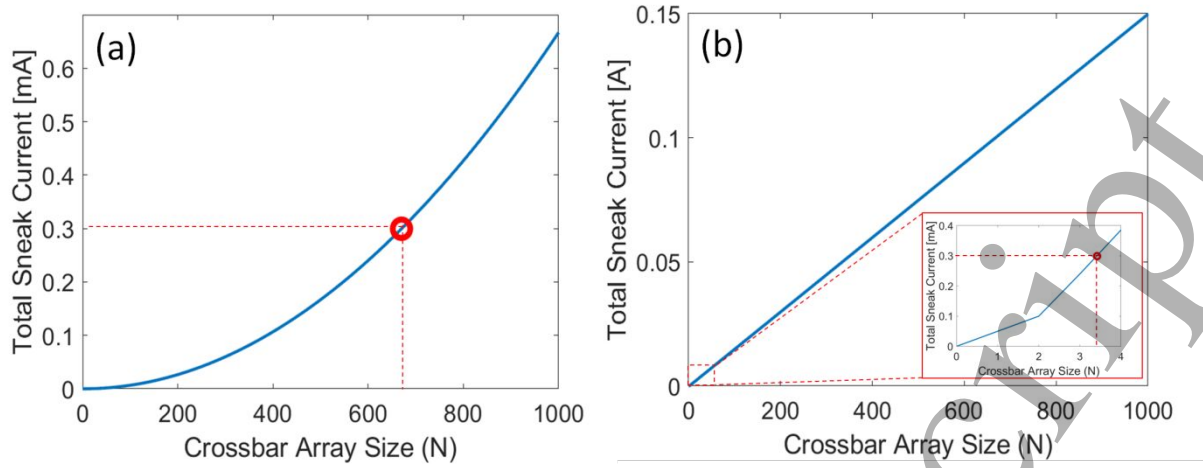 (a)
Total Sneak Current [mA]
0.6
0.5
0.4
0.3
0.2
0.1
0
0 200 400 600 800 1000
Crossbar Array Size (N)
(b)
Total Sneak Current [A]
0.15
0.1
0.05
0
0 200 400 600 800 1000
Crossbar Array Size (N)
Total Sneak Current [mA]
0.4
0.3
0.2
0.1
0
0 1 2 3 4
Crossbar Array Size (N)
cript